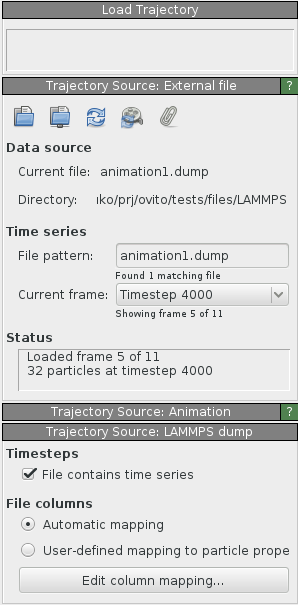 Load Trajectory
Trajectory Source: External file ?
Data source
Current file: animation1.dump
Directory: ıko/prj/ovito/tests/files/LAMMPS
Time series
File pattern: animation1.dump
Found 1 matching file
Current frame: Timestep 4000
Showing frame 5 of 11
Status
Loaded frame 5 of 11
32 particles at timestep 4000
Trajectory Source: Animation ?
Trajectory Source: LAMMPS dump
Timesteps
File contains time series
File columns
Automatic mapping
User-defined mapping to particle prope
Edit column mapping...